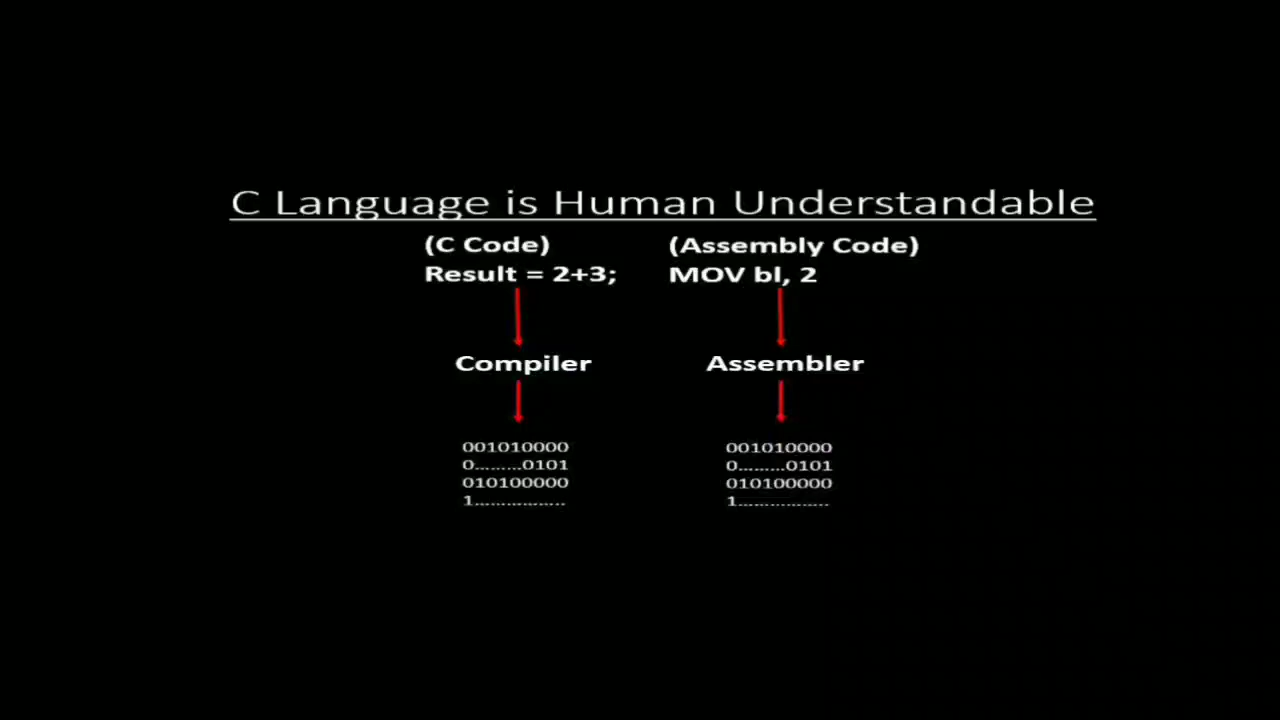 C Language is Human Understandable
(C Code) (Assembly Code)
Result = 2+3; MOV bl, 2
Compiler Assembler
001010000 001010000
0.........0101 0.........0101
010100000 010100000
1................. 1.................